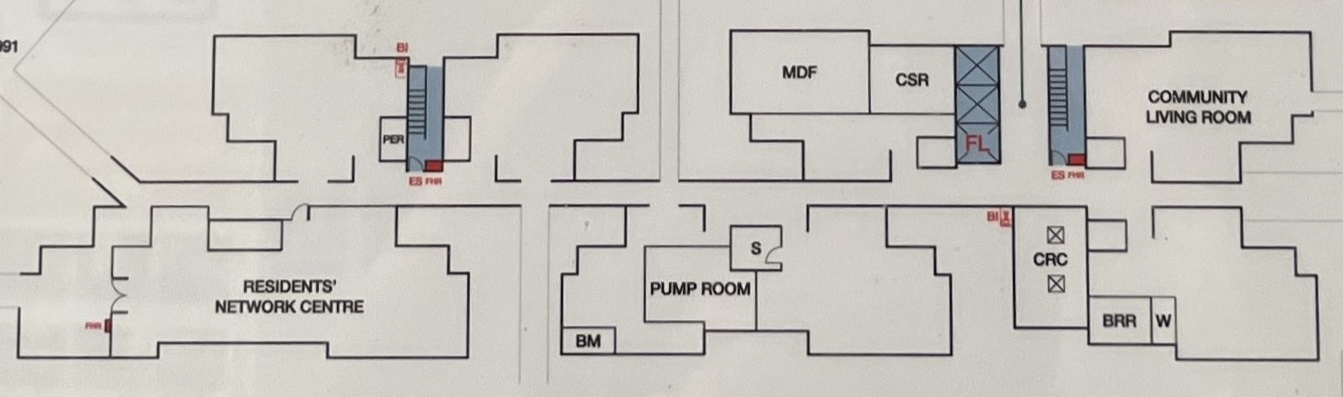 991
BI
PER
ES FHR
MDF
CSR
FL
ES FHR
COMMUNITY
LIVING ROOM
RESIDENTS'
NETWORK CENTRE
FHR
S
PUMP ROOM
BM
BI
CRC
BRR
W